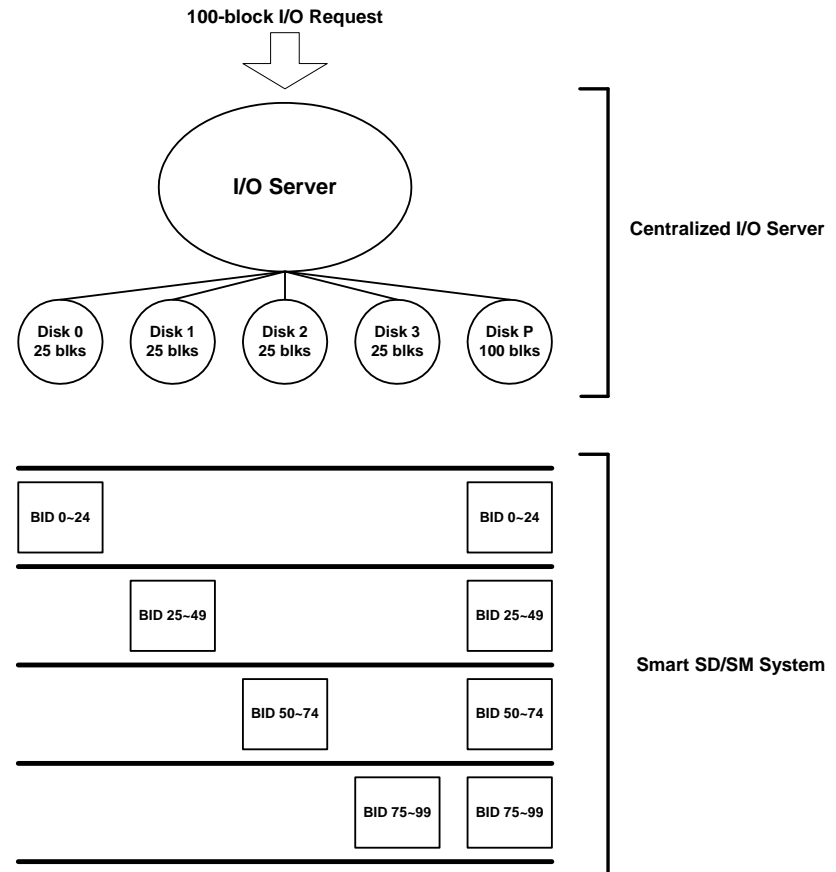 100-block I/O Request
I/O Server
Centralized I/O Server
Disk 0
25 blks
Disk 1
25 blks
Disk 2
25 blks
Disk 3
25 blks
Disk P
100 blks
BID 0~24
BID 0~24
BID 25~49
BID 25~49
Smart SD/SM System
BID 50~74
BID 50~74
BID 75~99
BID 75~99